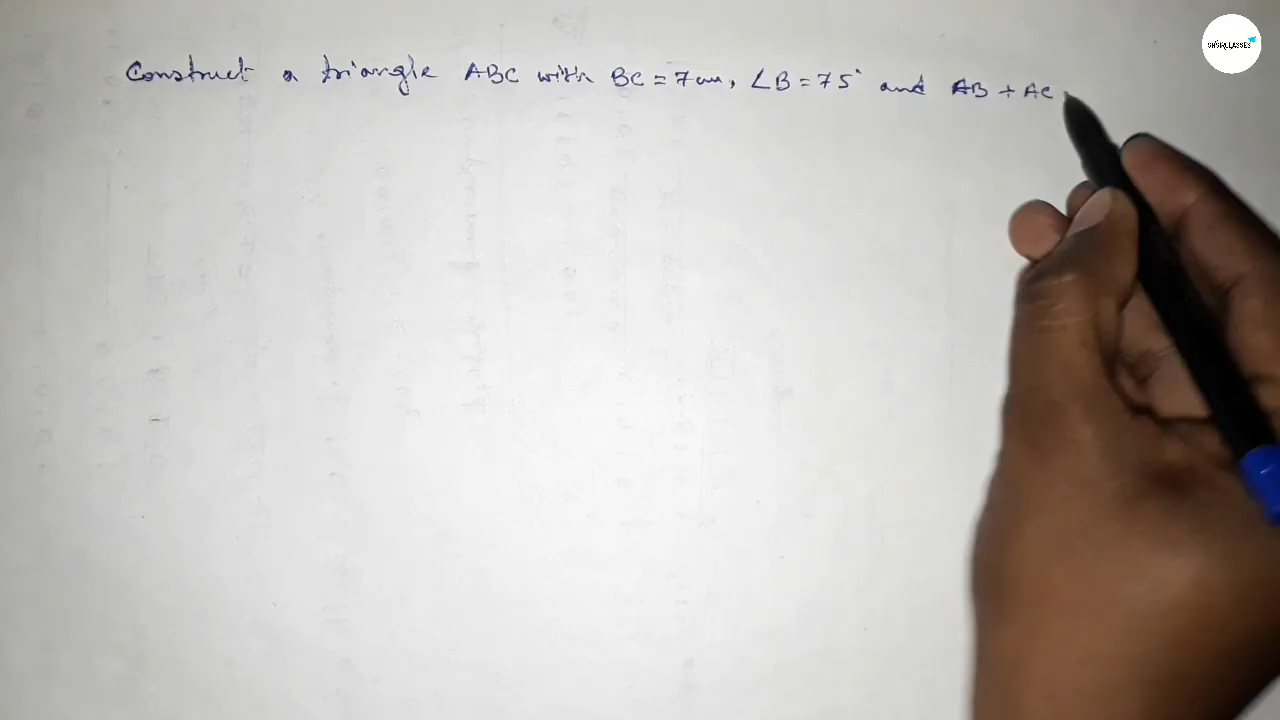 Construct a triangle ABC with BC = 7cm, ∠B = 75° and AB + AC